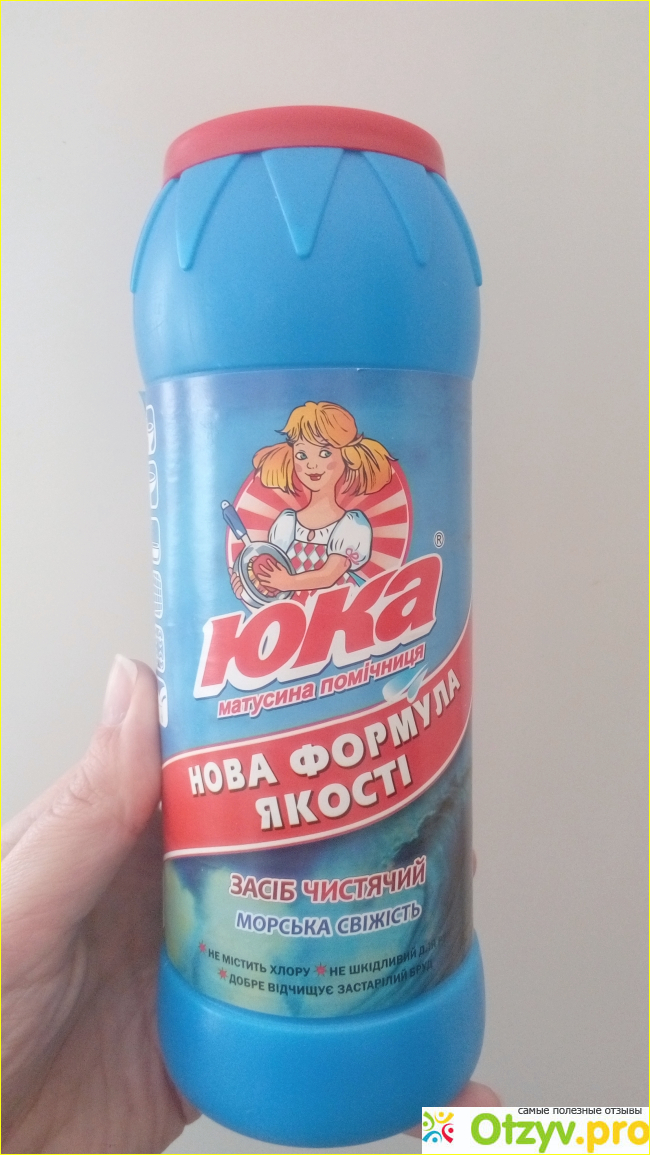 ®
Юка
матусина помічниця
НОВА ФОРМУЛА
ЯКОСТІ
ЗАСІБ ЧИСТЯЧИЙ
МОРСЬКА СВІЖІСТЬ
*НЕ МІСТИТЬ ХЛОРУ *НЕ ШКІДЛИВИЙ
*ДОБРЕ ВІДЧИЩУЄ ЗАСТАРІЛИЙ БРУД
самые полезные отзывы
Otzyv.pro